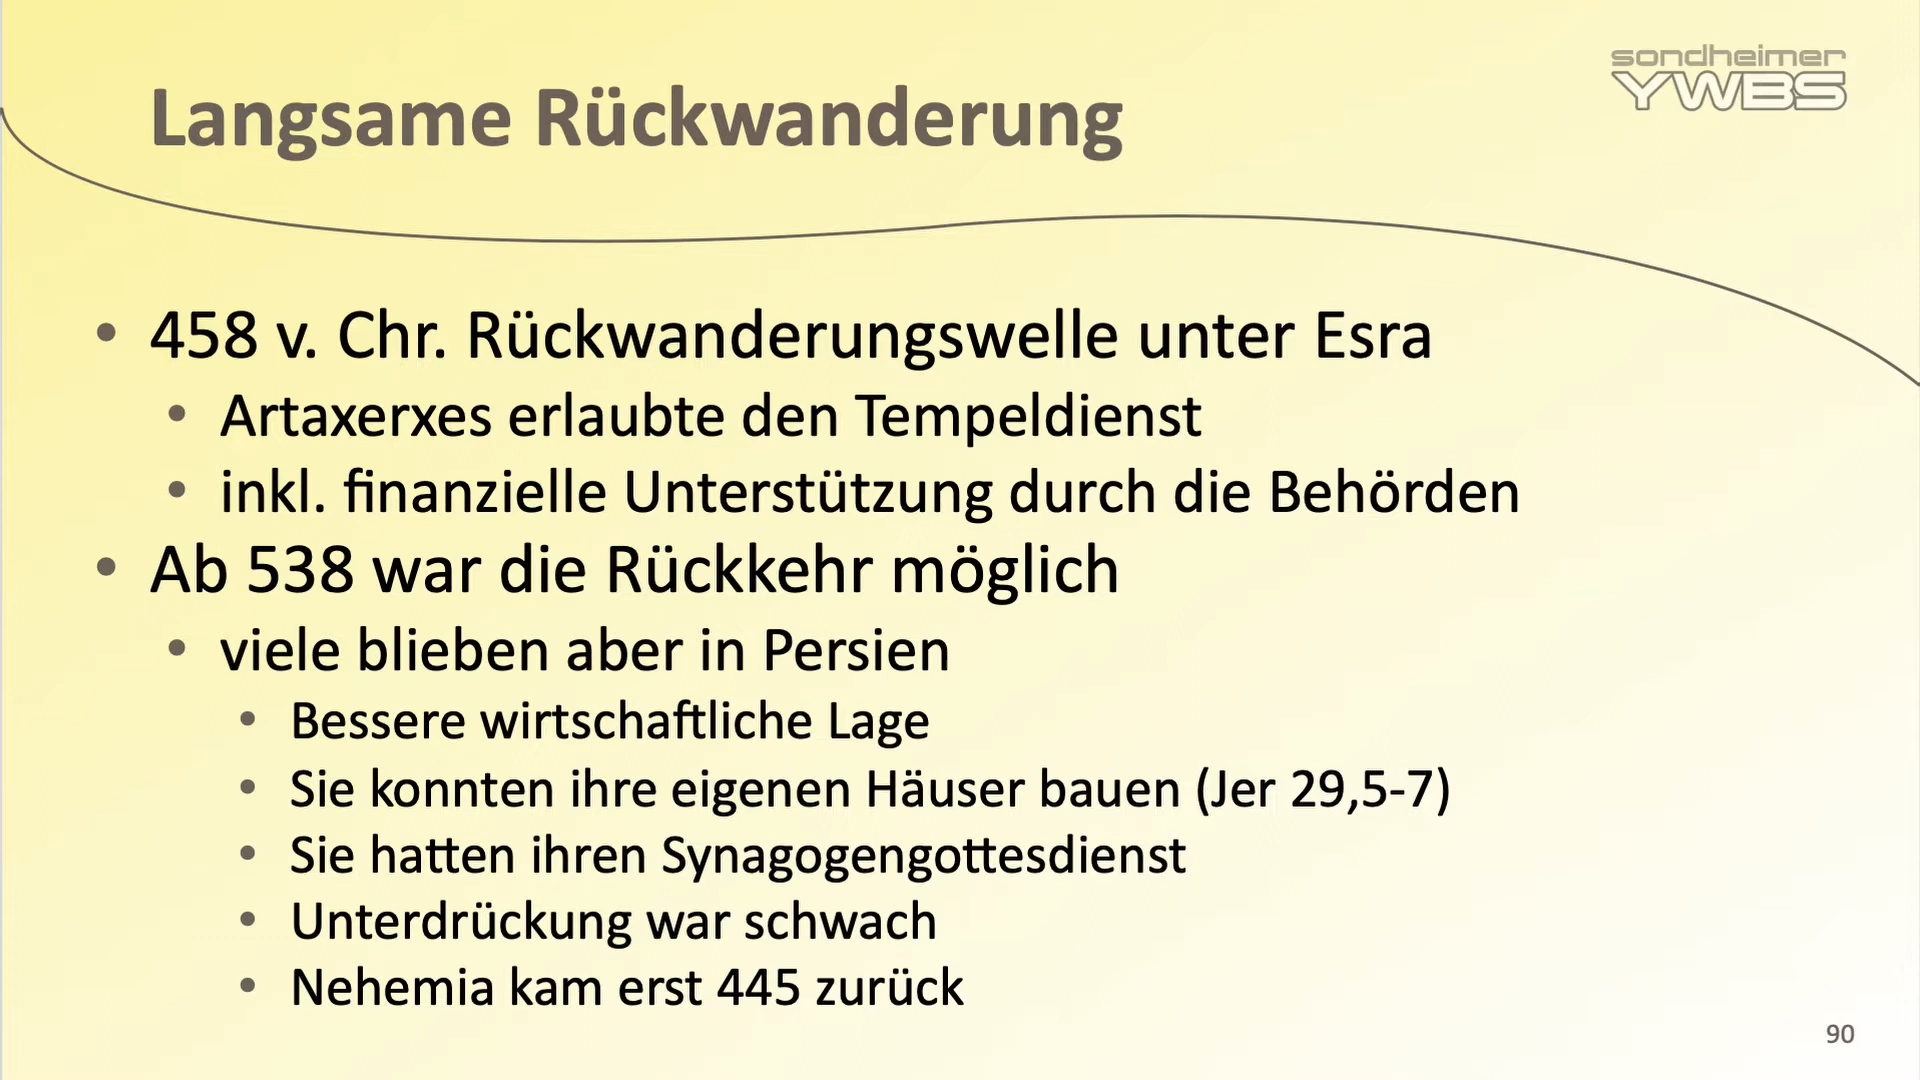 sondheimer
YWBS
Langsame Rückwanderung
• 458 v. Chr. Rückwanderungswelle unter Esra
• Artaxerxes erlaubte den Tempeldienst
• inkl. finanzielle Unterstützung durch die Behörden
• Ab 538 war die Rückkehr möglich
• viele blieben aber in Persien
• Bessere wirtschaftliche Lage
• Sie konnten ihre eigenen Häuser bauen (Jer 29,5-7)
• Sie hatten ihren Synagogengottesdienst
• Unterdrückung war schwach
• Nehemia kam erst 445 zurück
90